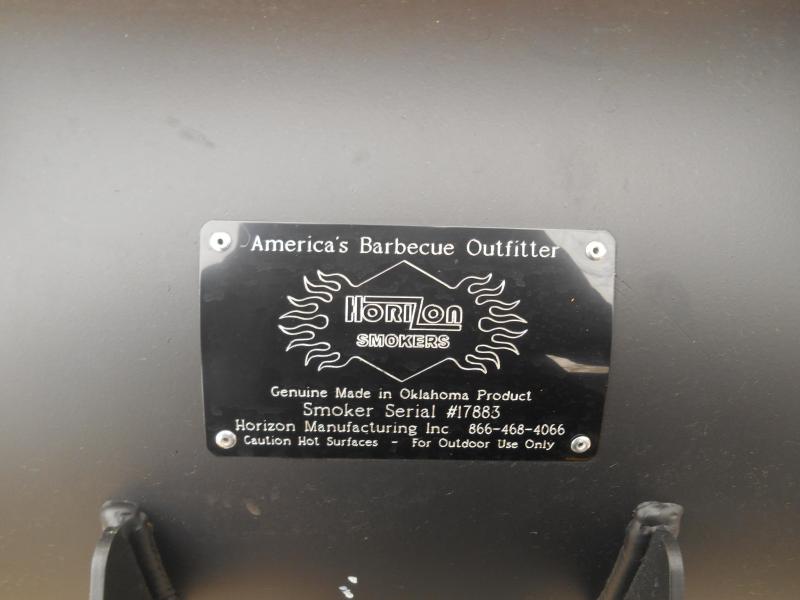 America's Barbecue Outfitter
Horizon
SMOKERS
Genuine Made in Oklahoma Product
Smoker Serial #17883
Horizon Manufacturing Inc 866-468-4066
Caution Hot Surfaces - For Outdoor Use Only